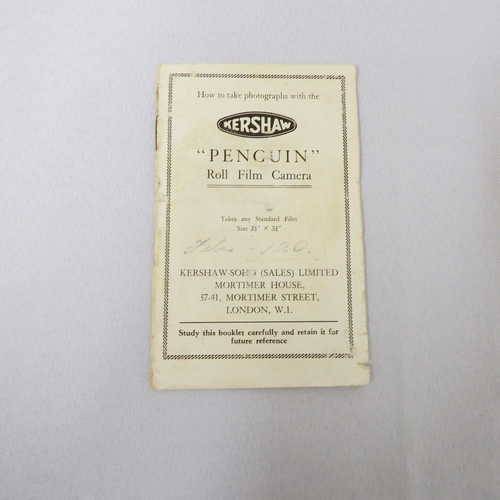 How to take photographs with the
KERSHAW
"PENGUIN"
Roll Film Camera
Takes any Standard Film
Size 2¼" × 3¼"
120.
KERSHAW-SOHO (SALES) LIMITED
MORTIMER HOUSE,
37-41, MORTIMER STREET,
LONDON, W.1.
Study this booklet carefully and retain it for
future reference